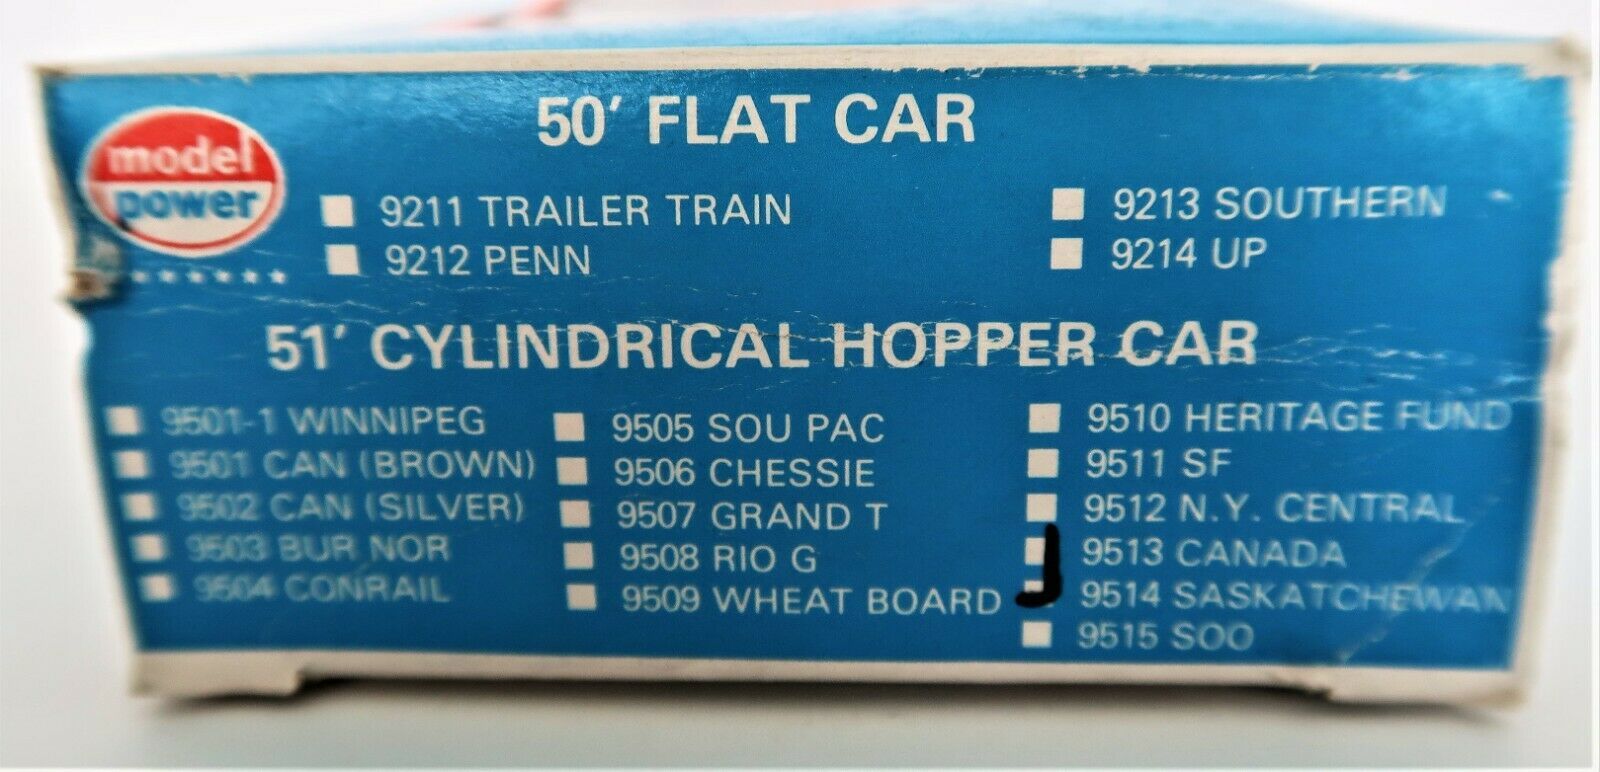 50' FLAT CAR
model
power
9211 TRAILER TRAIN
9212 PENN
9213 SOUTHERN
9214 UP
51' CYLINDRICAL HOPPER CAR
9501-1 WINNIPEG
9501 CAN (BROWN)
9502 CAN (SILVER)
9503 BUR NOR
9504 CONRAIL
9505 SOU PAC
9506 CHESSIE
9507 GRAND T
9508 RIO G
9509 WHEAT BOARD
9510 HERITAGE FUND
9511 SF
9512 N.Y. CENTRAL
9513 CANADA
9514 SASKATCHEWAN
9515 SOO